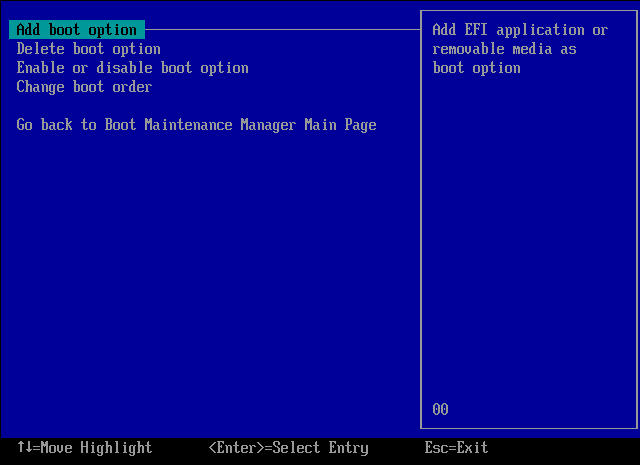 Add boot option
Delete boot option
Enable or disable boot option
Change boot order
Go back to Boot Maintenance Manager Main Page
Add EFI application or
removable media as
boot option
00
↑↓=Move Highlight <Enter>=Select Entry Esc=Exit